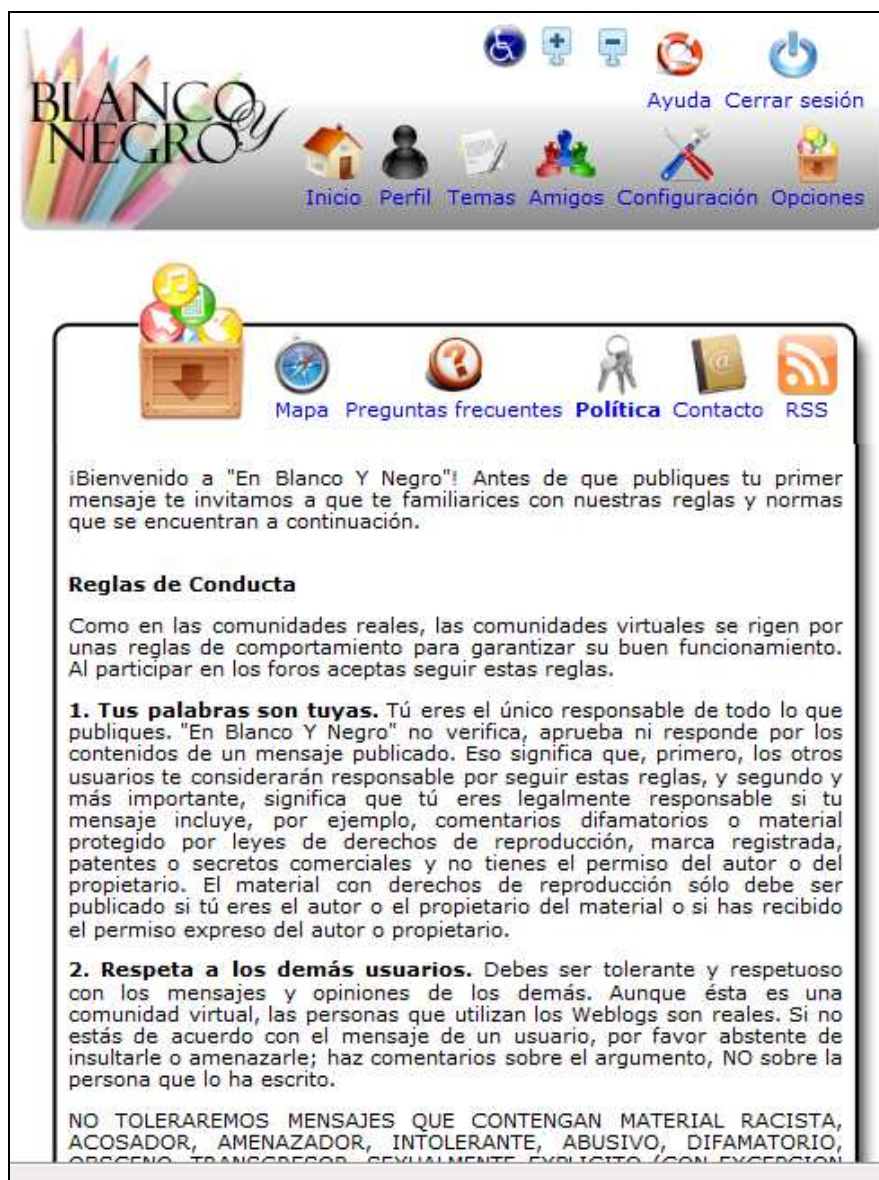 BLANCO y
NEGRO
Ayuda Cerrar sesión
Inicio Perfil Temas Amigos Configuración Opciones
Mapa Preguntas frecuentes Política Contacto RSS
¡Bienvenido a "En Blanco Y Negro"! Antes de que publiques tu primer
mensaje te invitamos a que te familiarices con nuestras reglas y normas
que se encuentran a continuación.
Reglas de Conducta
Como en las comunidades reales, las comunidades virtuales se rigen por
unas reglas de comportamiento para garantizar su buen funcionamiento.
Al participar en los foros aceptas seguir estas reglas.
1. Tus palabras son tuyas. Tú eres el único responsable de todo lo que
publiques. "En Blanco Y Negro" no verifica, aprueba ni responde por los
contenidos de un mensaje publicado. Eso significa que, primero, los otros
usuarios te considerarán responsable por seguir estas reglas, y segundo y
más importante, significa que tú eres legalmente responsable si tu
mensaje incluye, por ejemplo, comentarios difamatorios o material
protegido por leyes de derechos de reproducción, marca registrada,
patentes o secretos comerciales y no tienes el permiso del autor o del
propietario. El material con derechos de reproducción sólo debe ser
publicado si tú eres el autor o el propietario del material o si has recibido
el permiso expreso del autor o propietario.
2. Respeta a los demás usuarios. Debes ser tolerante y respetuoso
con los mensajes y opiniones de los demás. Aunque ésta es una
comunidad virtual, las personas que utilizan los Weblogs son reales. Si no
estás de acuerdo con el mensaje de un usuario, por favor abstente de
insultarle o amenazarle; haz comentarios sobre el argumento, NO sobre la
persona que lo ha escrito.
NO TOLERAREMOS MENSAJES QUE CONTENGAN MATERIAL RACISTA,
ACOSADOR, AMENAZADOR, INTOLERANTE, ABUSIVO, DIFAMATORIO,
OBSCENO, TRANSGRESOR, SEXUALMENTE EXPLICITO (CON EXCEPCION